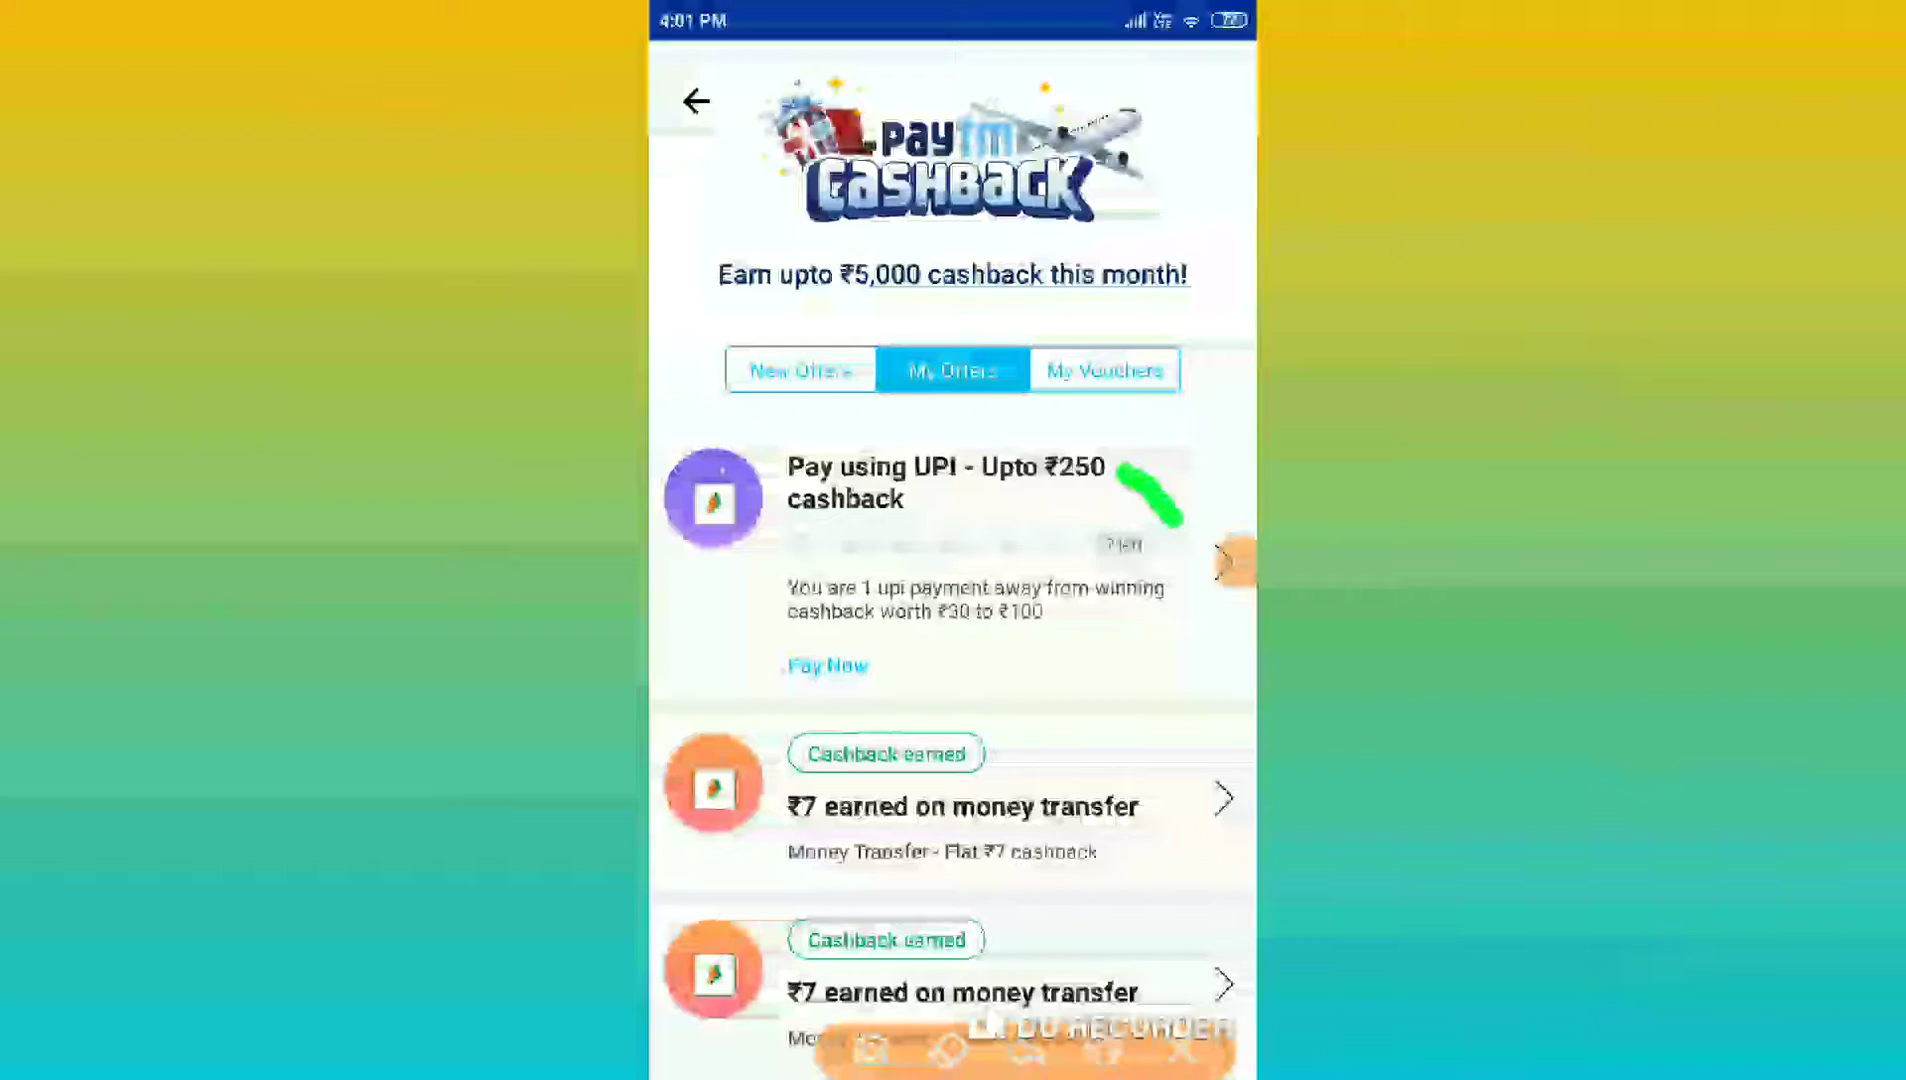 4:01 PM
paytm
CASHBACK
Earn upto ₹5,000 cashback this month!
New Offers
My Offers
My Vouchers
Pay using UPI - Upto ₹250
cashback
You are 1 upi payment away from winning
cashback worth ₹30 to ₹100
Pay Now
Cashback earned
₹7 earned on money transfer
Money Transfer - Flat ₹7 cashback
Cashback earned
₹7 earned on money transfer
DU RECORDER